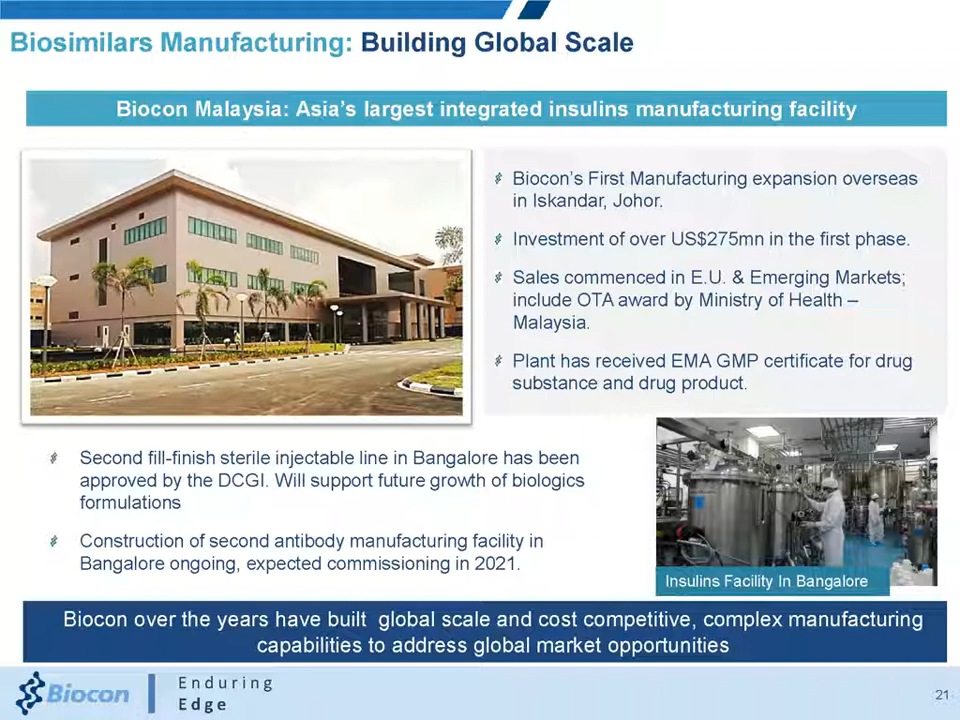 Biosimilars Manufacturing: Building Global Scale
Biocon Malaysia: Asia’s largest integrated insulins manufacturing facility
Biocon’s First Manufacturing expansion overseas
in Iskandar, Johor.
Investment of over US$275mn in the first phase.
Sales commenced in E.U. & Emerging Markets;
include OTA award by Ministry of Health –
Malaysia.
Plant has received EMA GMP certificate for drug
substance and drug product.
Second fill-finish sterile injectable line in Bangalore has been
approved by the DCGI. Will support future growth of biologics
formulations
Construction of second antibody manufacturing facility in
Bangalore ongoing, expected commissioning in 2021.
Insulins Facility In Bangalore
Biocon over the years have built  global scale and cost competitive, complex manufacturing
capabilities to address global market opportunities
Biocon
Enduring
Edge
21